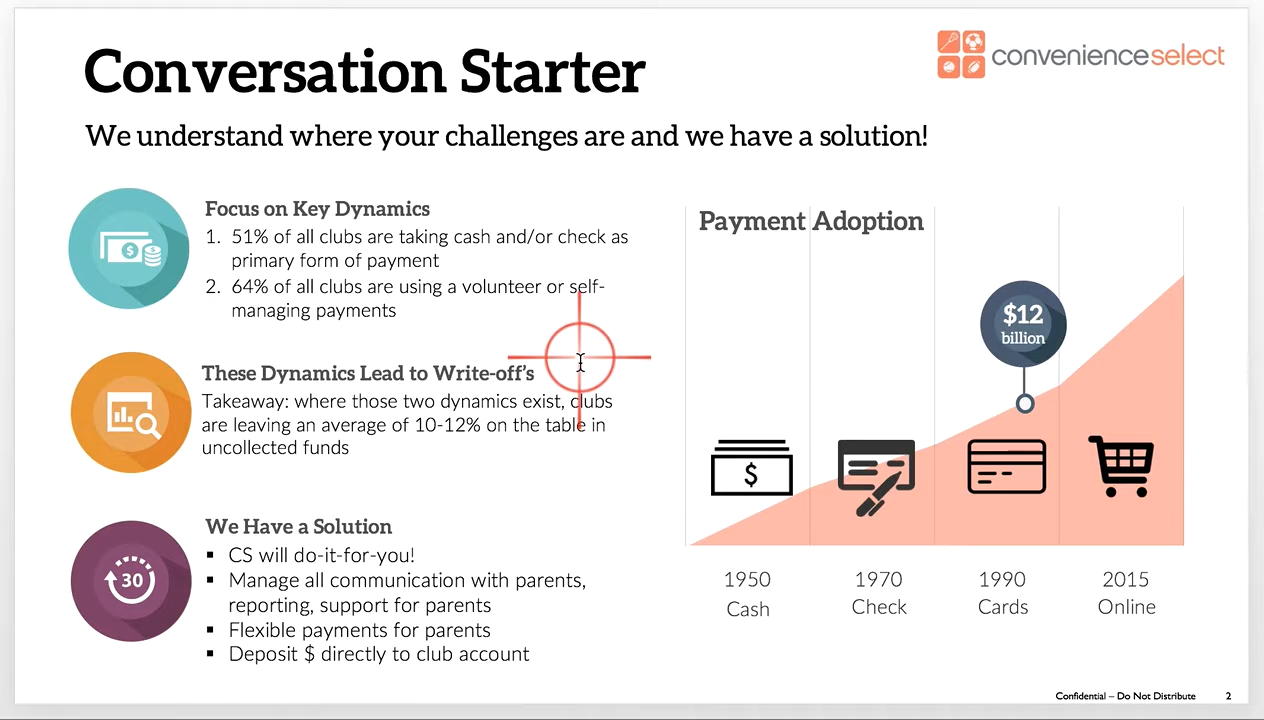 Conversation Starter
convenienceselect
We understand where your challenges are and we have a solution!
Focus on Key Dynamics
1. 51% of all clubs are taking cash and/or check as
primary form of payment
2. 64% of all clubs are using a volunteer or self-
managing payments
These Dynamics Lead to Write-off's
Takeaway: where those two dynamics exist, clubs
are leaving an average of 10-12% on the table in
uncollected funds
30
We Have a Solution
▪ CS will do-it-for-you!
▪ Manage all communication with parents,
reporting, support for parents
▪ Flexible payments for parents
▪ Deposit $ directly to club account
Payment Adoption
$12
billion
$
$
1950
Cash
1970
Check
1990
Cards
2015
Online
Confidential – Do Not Distribute 2